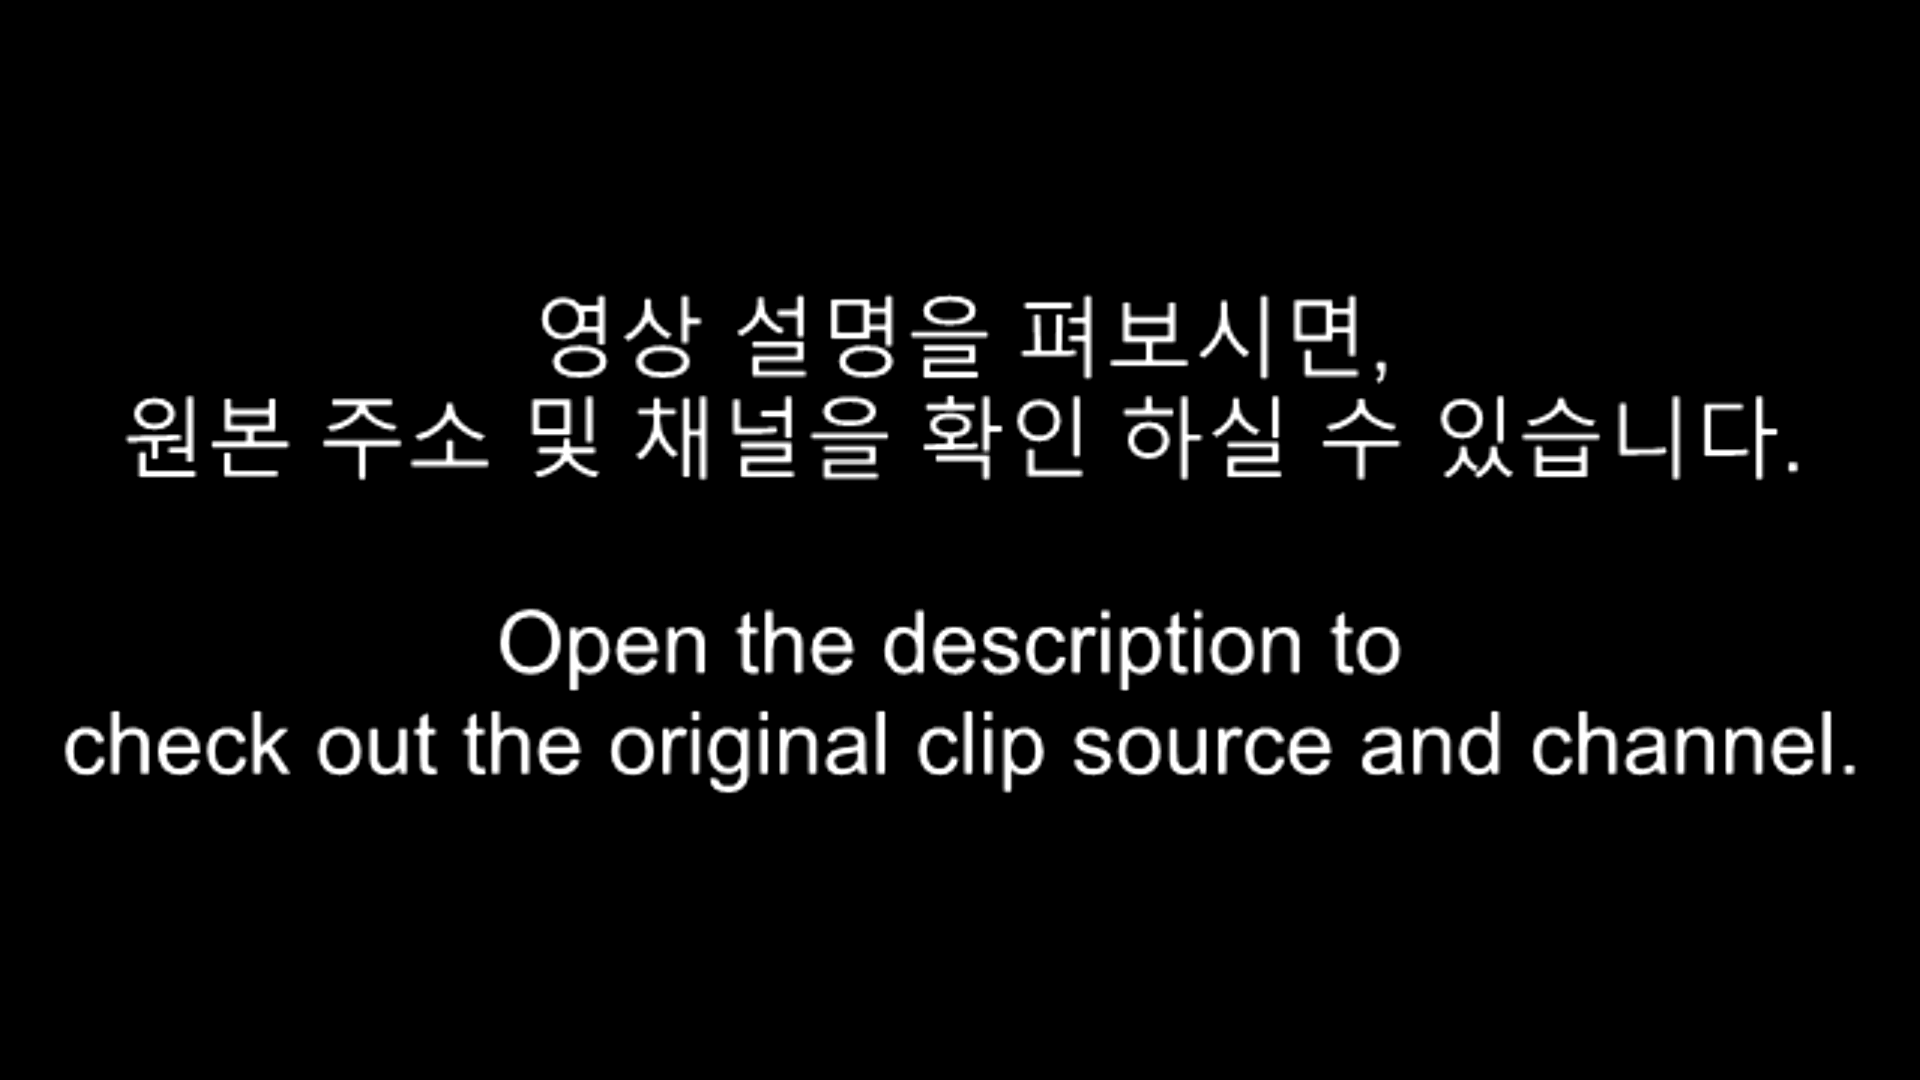 영상 설명을 펴보시면,
원본 주소 및 채널을 확인 하실 수 있습니다.
Open the description to
check out the original clip source and channel.